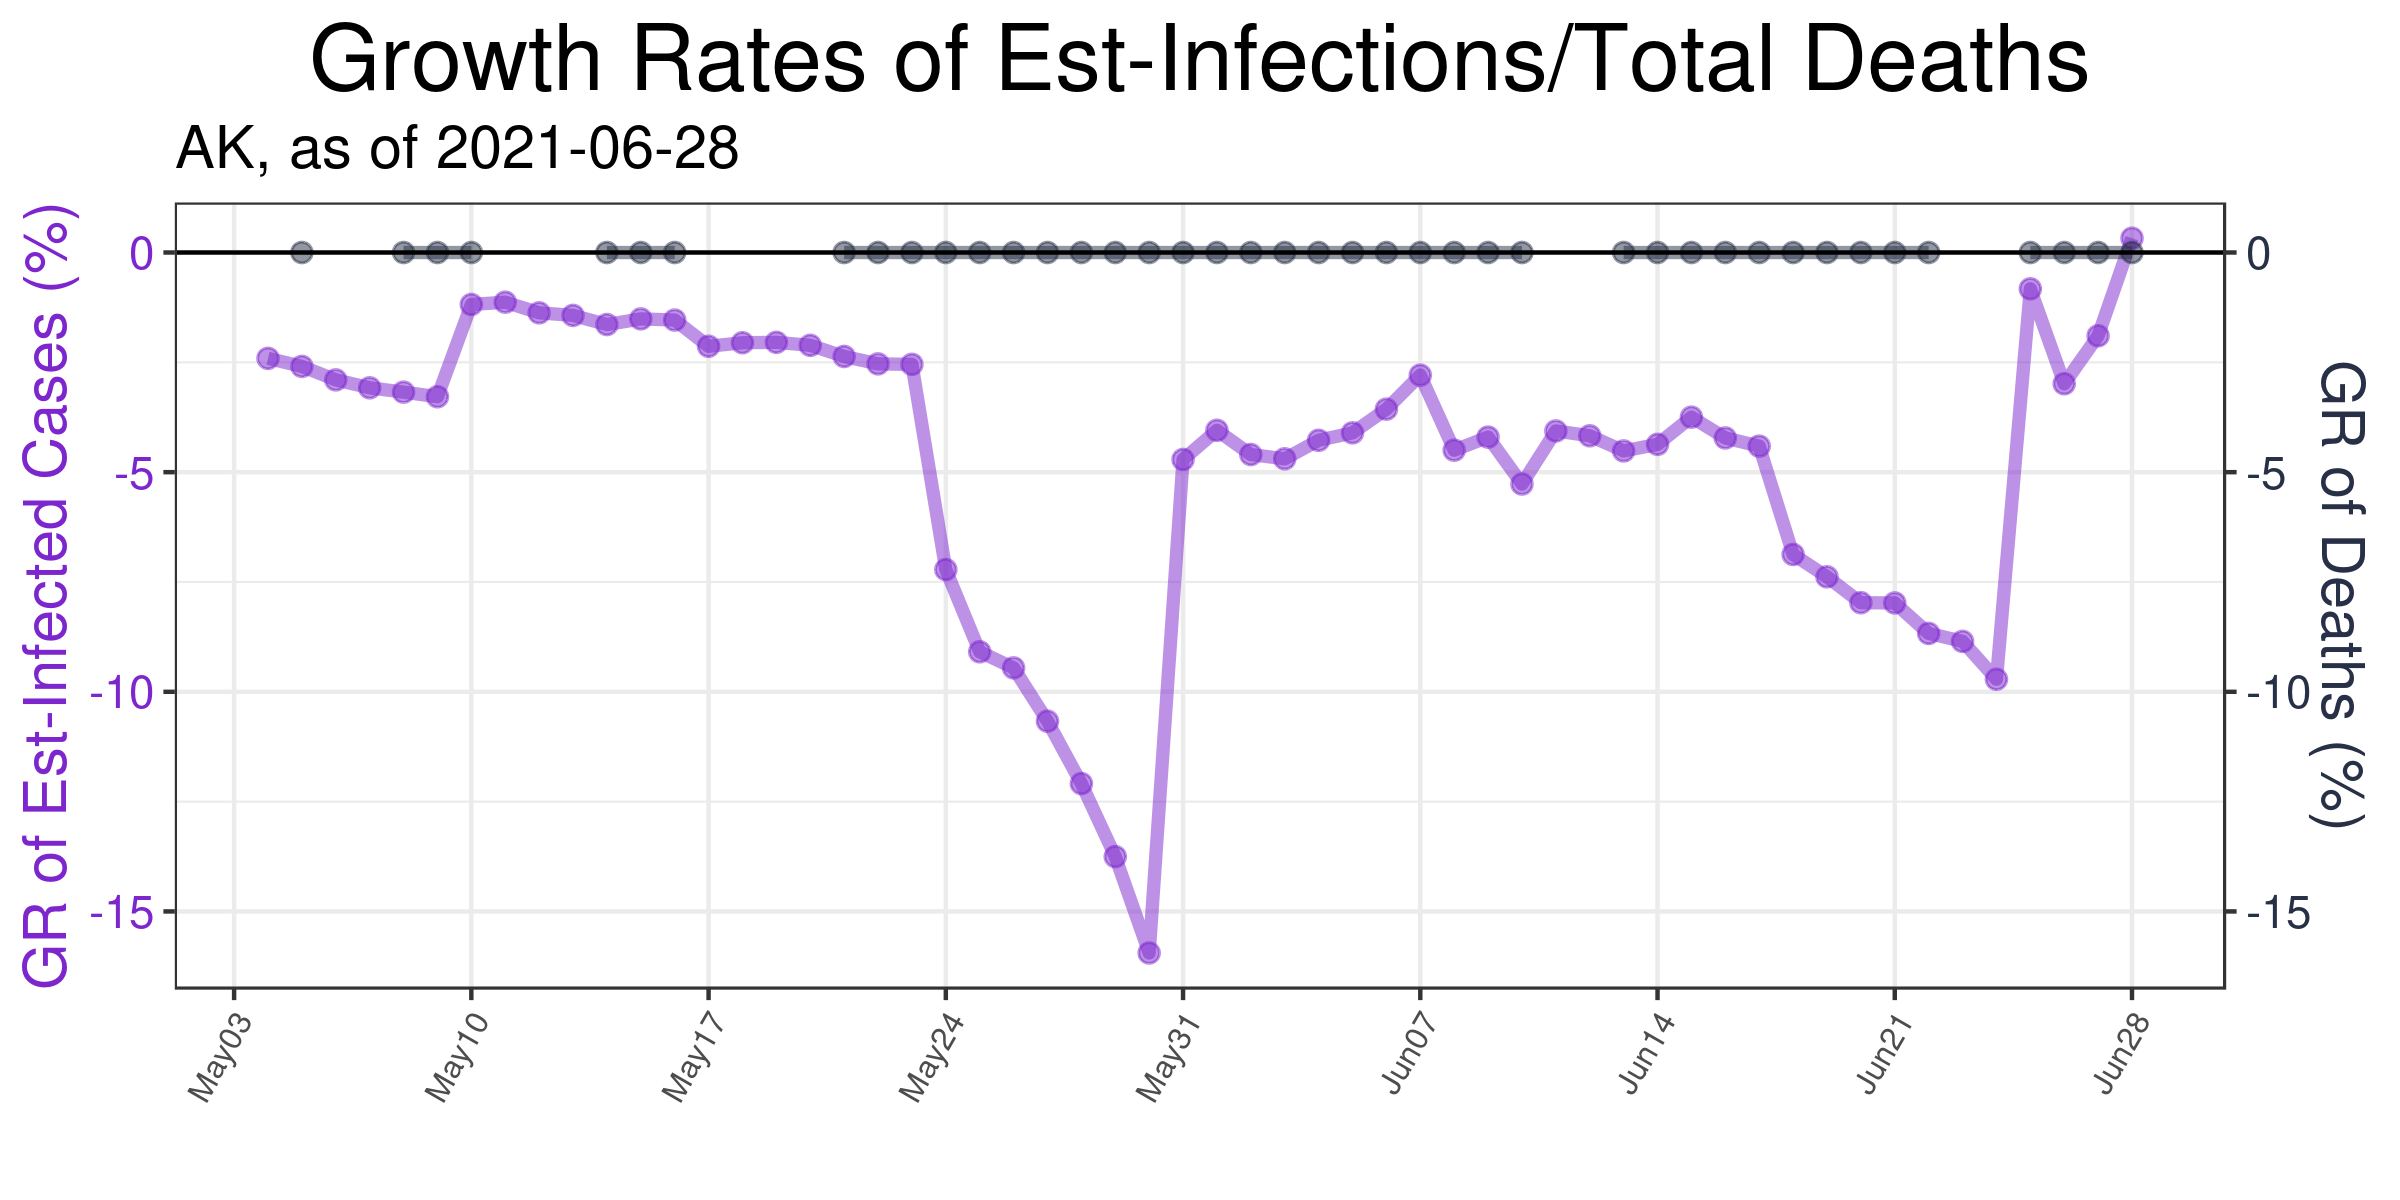 Growth Rates of Est-Infections/Total Deaths
AK, as of 2021-06-28
GR of Est-Infected Cases (%)
0
-5
-10
-15
0
-5
-10
-15
GR of Deaths (%)
May03
May10
May17
May24
May31
Jun07
Jun14
Jun21
Jun28